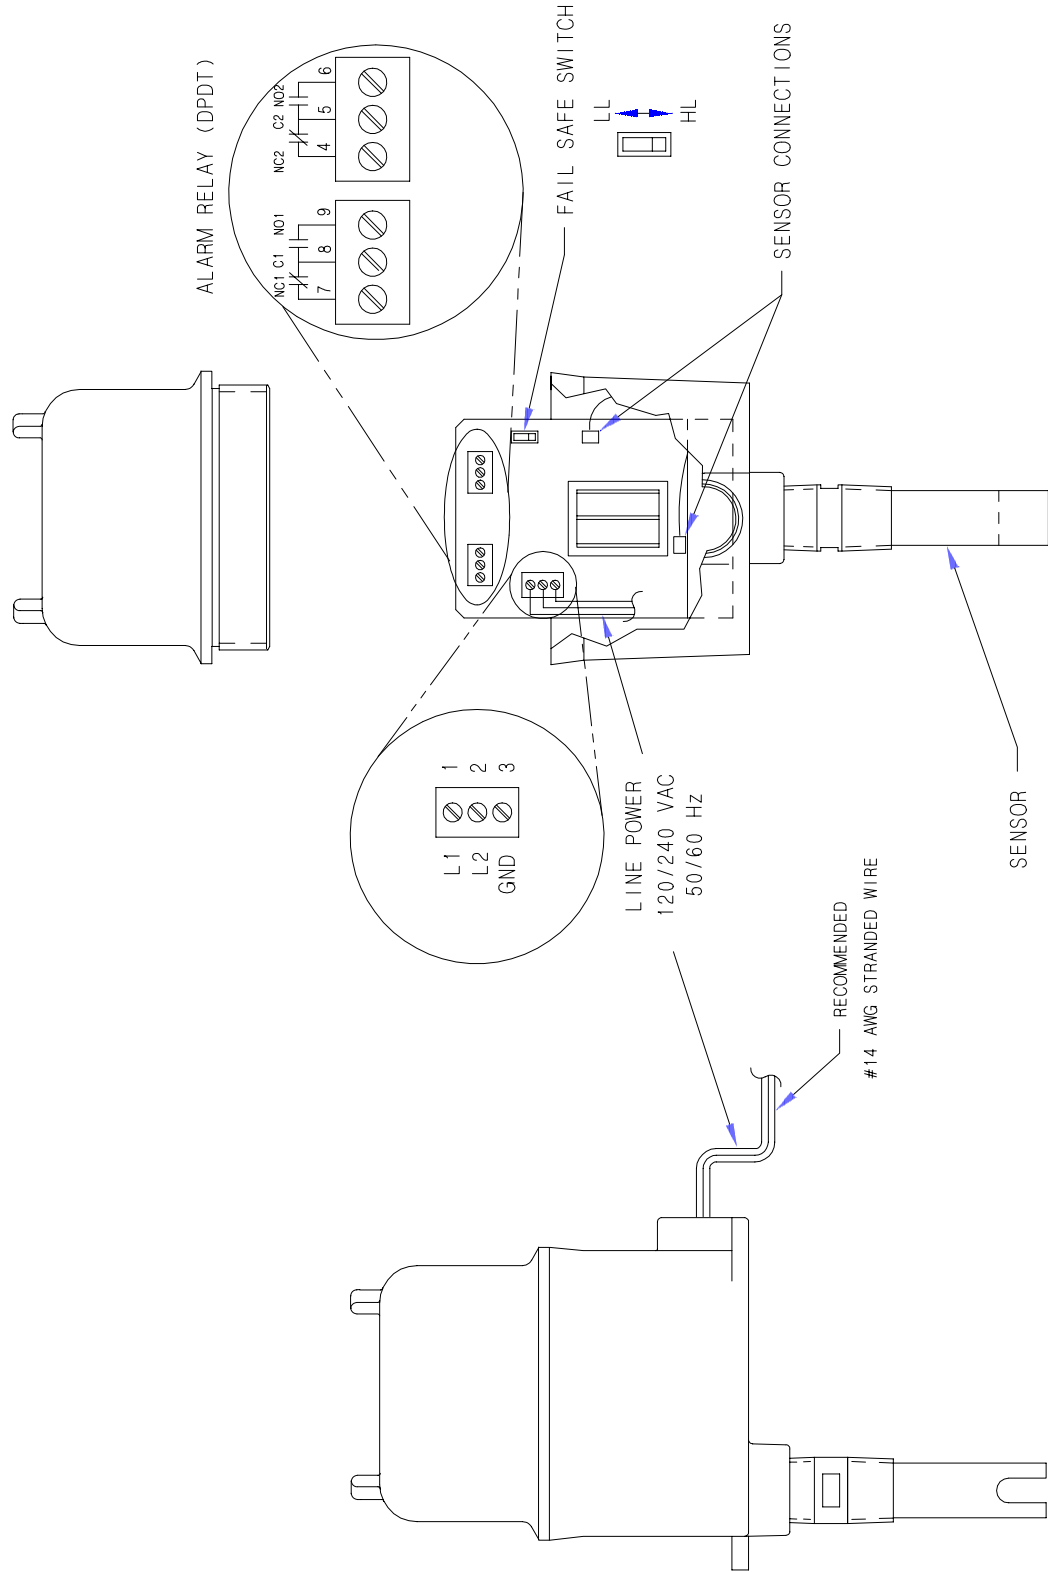 ALARM RELAY (DPDT)
NC1 C1 NO1
7 8 9
NC2 C2 NO2
4 5 6
FAIL SAFE SWITCH
LL
HL
SENSOR CONNECTIONS
L1 1
L2 2
GND 3
LINE POWER
120/240 VAC
50/60 Hz
RECOMMENDED
#14 AWG STRANDED WIRE
SENSOR